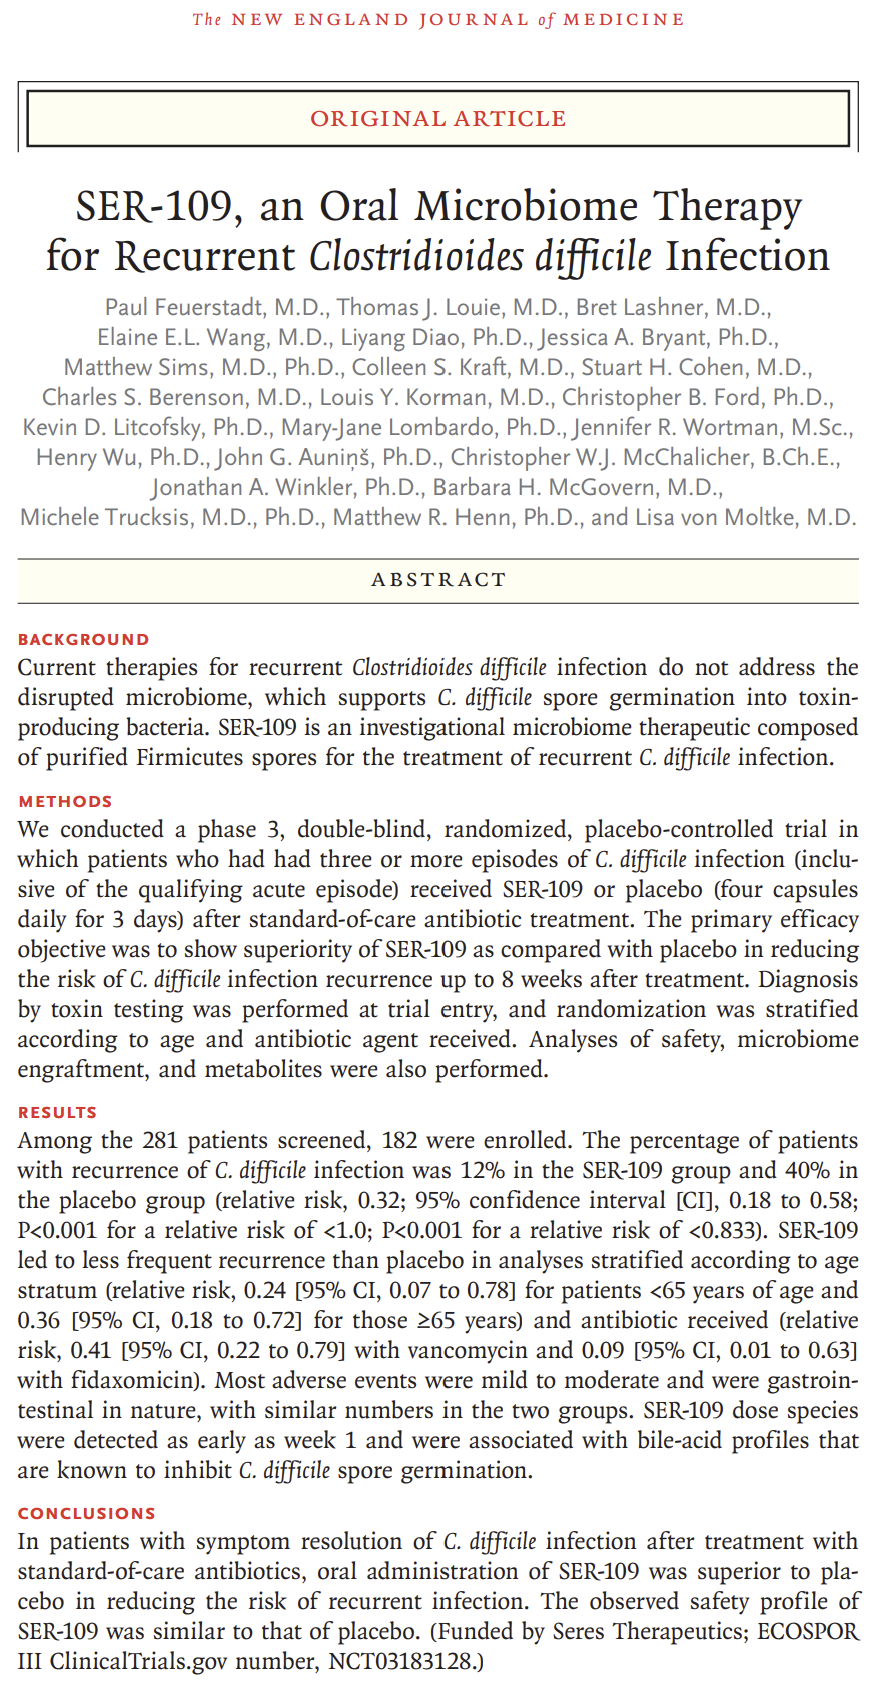 The NEW ENGLAND JOURNAL of MEDICINE
ORIGINAL ARTICLE
SER-109, an Oral Microbiome Therapy
for Recurrent Clostridioides difficile Infection
Paul Feuerstadt, M.D., Thomas J. Louie, M.D., Bret Lashner, M.D.,
Elaine E.L. Wang, M.D., Liyang Diao, Ph.D., Jessica A. Bryant, Ph.D.,
Matthew Sims, M.D., Ph.D., Colleen S. Kraft, M.D., Stuart H. Cohen, M.D.,
Charles S. Berenson, M.D., Louis Y. Korman, M.D., Christopher B. Ford, Ph.D.,
Kevin D. Litcofsky, Ph.D., Mary-Jane Lombardo, Ph.D., Jennifer R. Wortman, M.Sc.,
Henry Wu, Ph.D., John G. Auniņš, Ph.D., Christopher W.J. McChalicher, B.Ch.E.,
Jonathan A. Winkler, Ph.D., Barbara H. McGovern, M.D.,
Michele Trucksis, M.D., Ph.D., Matthew R. Henn, Ph.D., and Lisa von Moltke, M.D.
ABSTRACT
BACKGROUND
Current therapies for recurrent Clostridioides difficile infection do not address the
disrupted microbiome, which supports C. difficile spore germination into toxin-
producing bacteria. SER-109 is an investigational microbiome therapeutic composed
of purified Firmicutes spores for the treatment of recurrent C. difficile infection.
METHODS
We conducted a phase 3, double-blind, randomized, placebo-controlled trial in
which patients who had had three or more episodes of C. difficile infection (inclu-
sive of the qualifying acute episode) received SER-109 or placebo (four capsules
daily for 3 days) after standard-of-care antibiotic treatment. The primary efficacy
objective was to show superiority of SER-109 as compared with placebo in reducing
the risk of C. difficile infection recurrence up to 8 weeks after treatment. Diagnosis
by toxin testing was performed at trial entry, and randomization was stratified
according to age and antibiotic agent received. Analyses of safety, microbiome
engraftment, and metabolites were also performed.
RESULTS
Among the 281 patients screened, 182 were enrolled. The percentage of patients
with recurrence of C. difficile infection was 12% in the SER-109 group and 40% in
the placebo group (relative risk, 0.32; 95% confidence interval [CI], 0.18 to 0.58;
P<0.001 for a relative risk of <1.0; P<0.001 for a relative risk of <0.833). SER-109
led to less frequent recurrence than placebo in analyses stratified according to age
stratum (relative risk, 0.24 [95% CI, 0.07 to 0.78] for patients <65 years of age and
0.36 [95% CI, 0.18 to 0.72] for those ≥65 years) and antibiotic received (relative
risk, 0.41 [95% CI, 0.22 to 0.79] with vancomycin and 0.09 [95% CI, 0.01 to 0.63]
with fidaxomicin). Most adverse events were mild to moderate and were gastroin-
testinal in nature, with similar numbers in the two groups. SER-109 dose species
were detected as early as week 1 and were associated with bile-acid profiles that
are known to inhibit C. difficile spore germination.
CONCLUSIONS
In patients with symptom resolution of C. difficile infection after treatment with
standard-of-care antibiotics, oral administration of SER-109 was superior to pla-
cebo in reducing the risk of recurrent infection. The observed safety profile of
SER-109 was similar to that of placebo. (Funded by Seres Therapeutics; ECOSPOR
III ClinicalTrials.gov number, NCT03183128.)